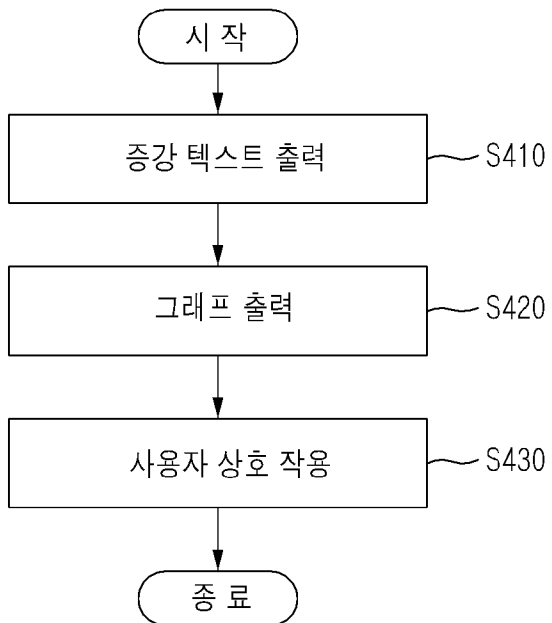 시 작
증강 텍스트 출력
S410
그래프 출력
S420
사용자 상호 작용
S430
종 료